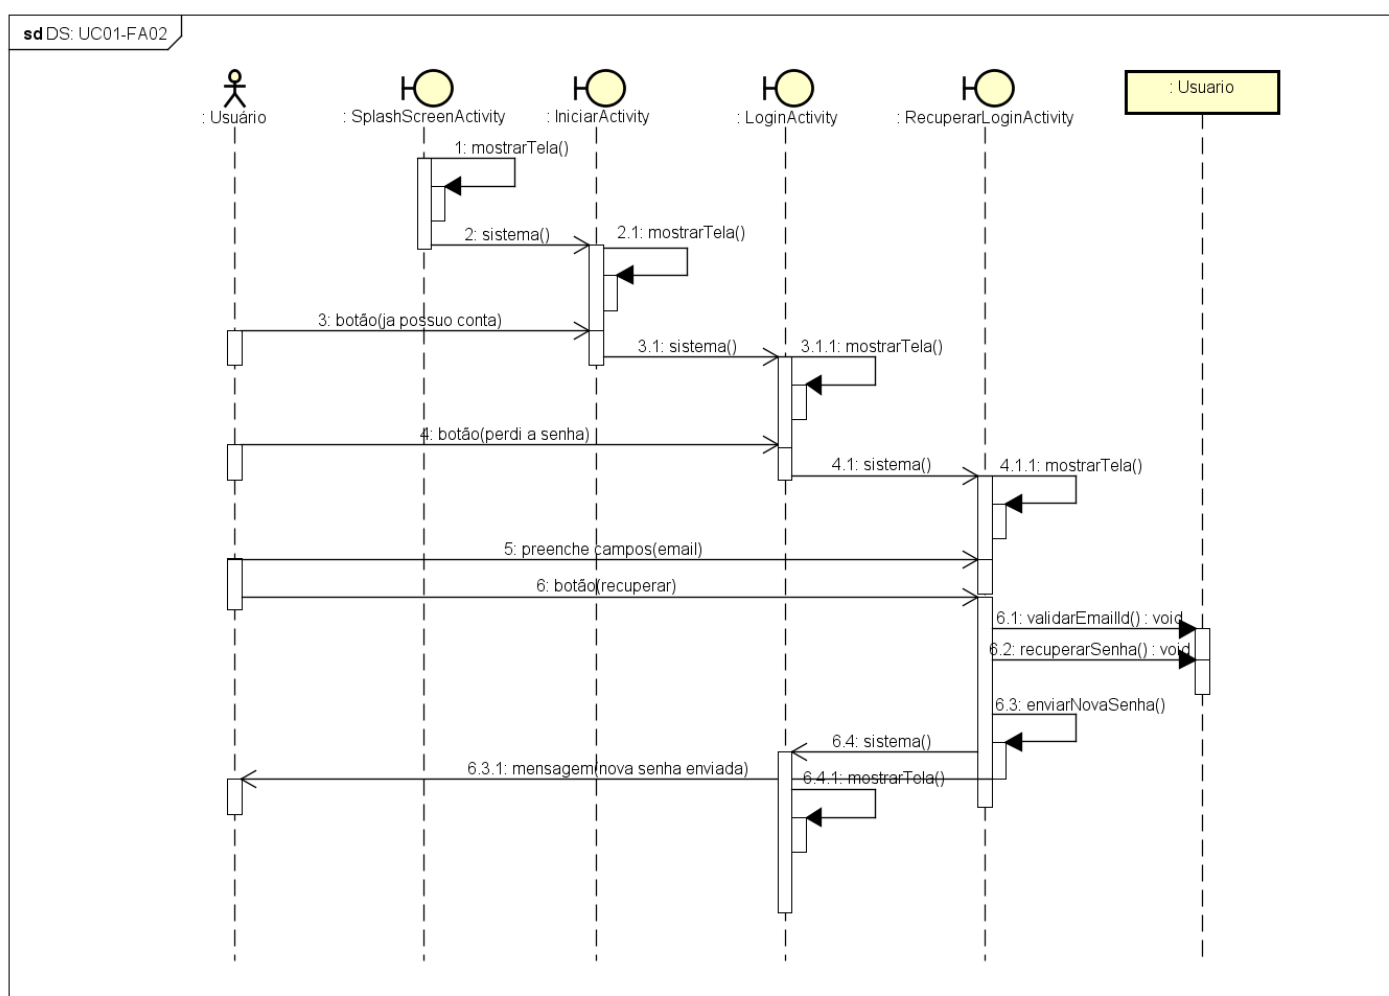 sd DS: UC01-FA02
: Usuário
: SplashScreenActivity
: IniciarActivity
: LoginActivity
: RecuperarLoginActivity
: Usuario
1: mostrarTela()
2: sistema()
2.1: mostrarTela()
3: botão(ja possuo conta)
3.1: sistema()
3.1.1: mostrarTela()
4: botão(perdi a senha)
4.1: sistema()
4.1.1: mostrarTela()
5: preenche campos(email)
6: botão(recuperar)
6.1: validarEmailId() : void
6.2: recuperarSenha() : void
6.3: enviarNovaSenha()
6.4: sistema()
6.3.1: mensagem(nova senha enviada)
6.4.1: mostrarTela()